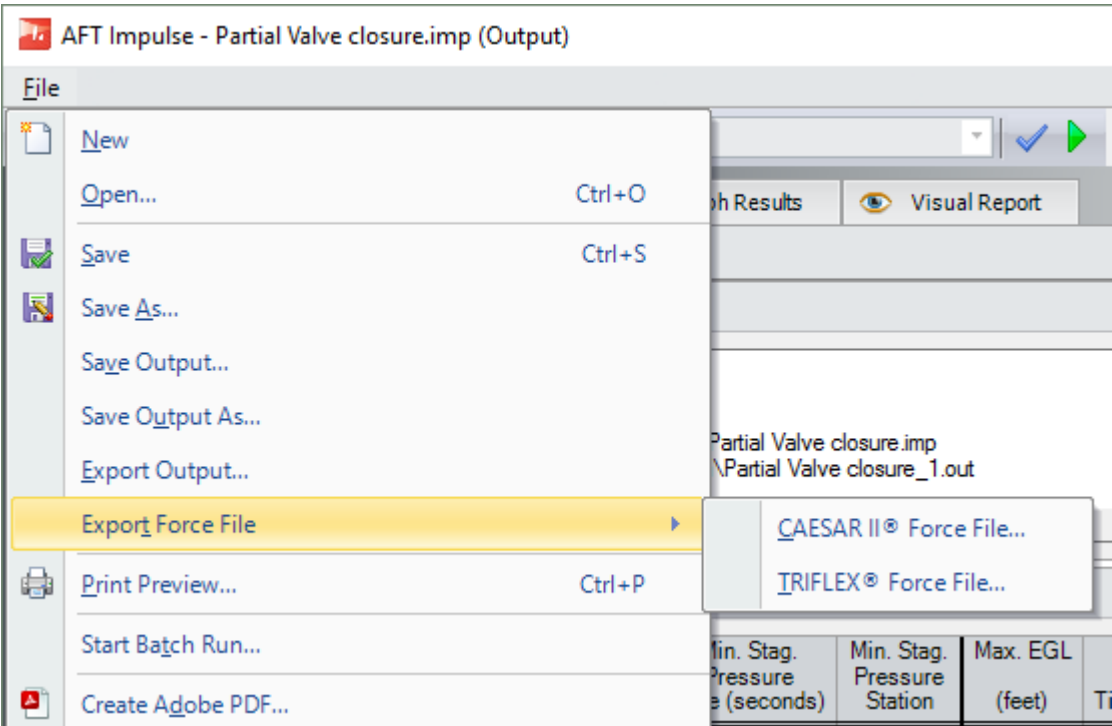 AFT Impulse - Partial Valve closure.imp (Output)
File
New
Open... Ctrl+O
Results
Visual Report
Save Ctrl+S
Save As...
Save Output...
Save Output As...
Partial Valve closure.imp
\Partial Valve closure_1.out
Export Output...
Export Force File
CAESAR II® Force File...
TRIFLEX® Force File...
Print Preview... Ctrl+P
Start Batch Run...
Create Adobe PDF...
Stag.
Pressure
(seconds)
Min. Stag.
Pressure
Station
Max. EGL
(feet)